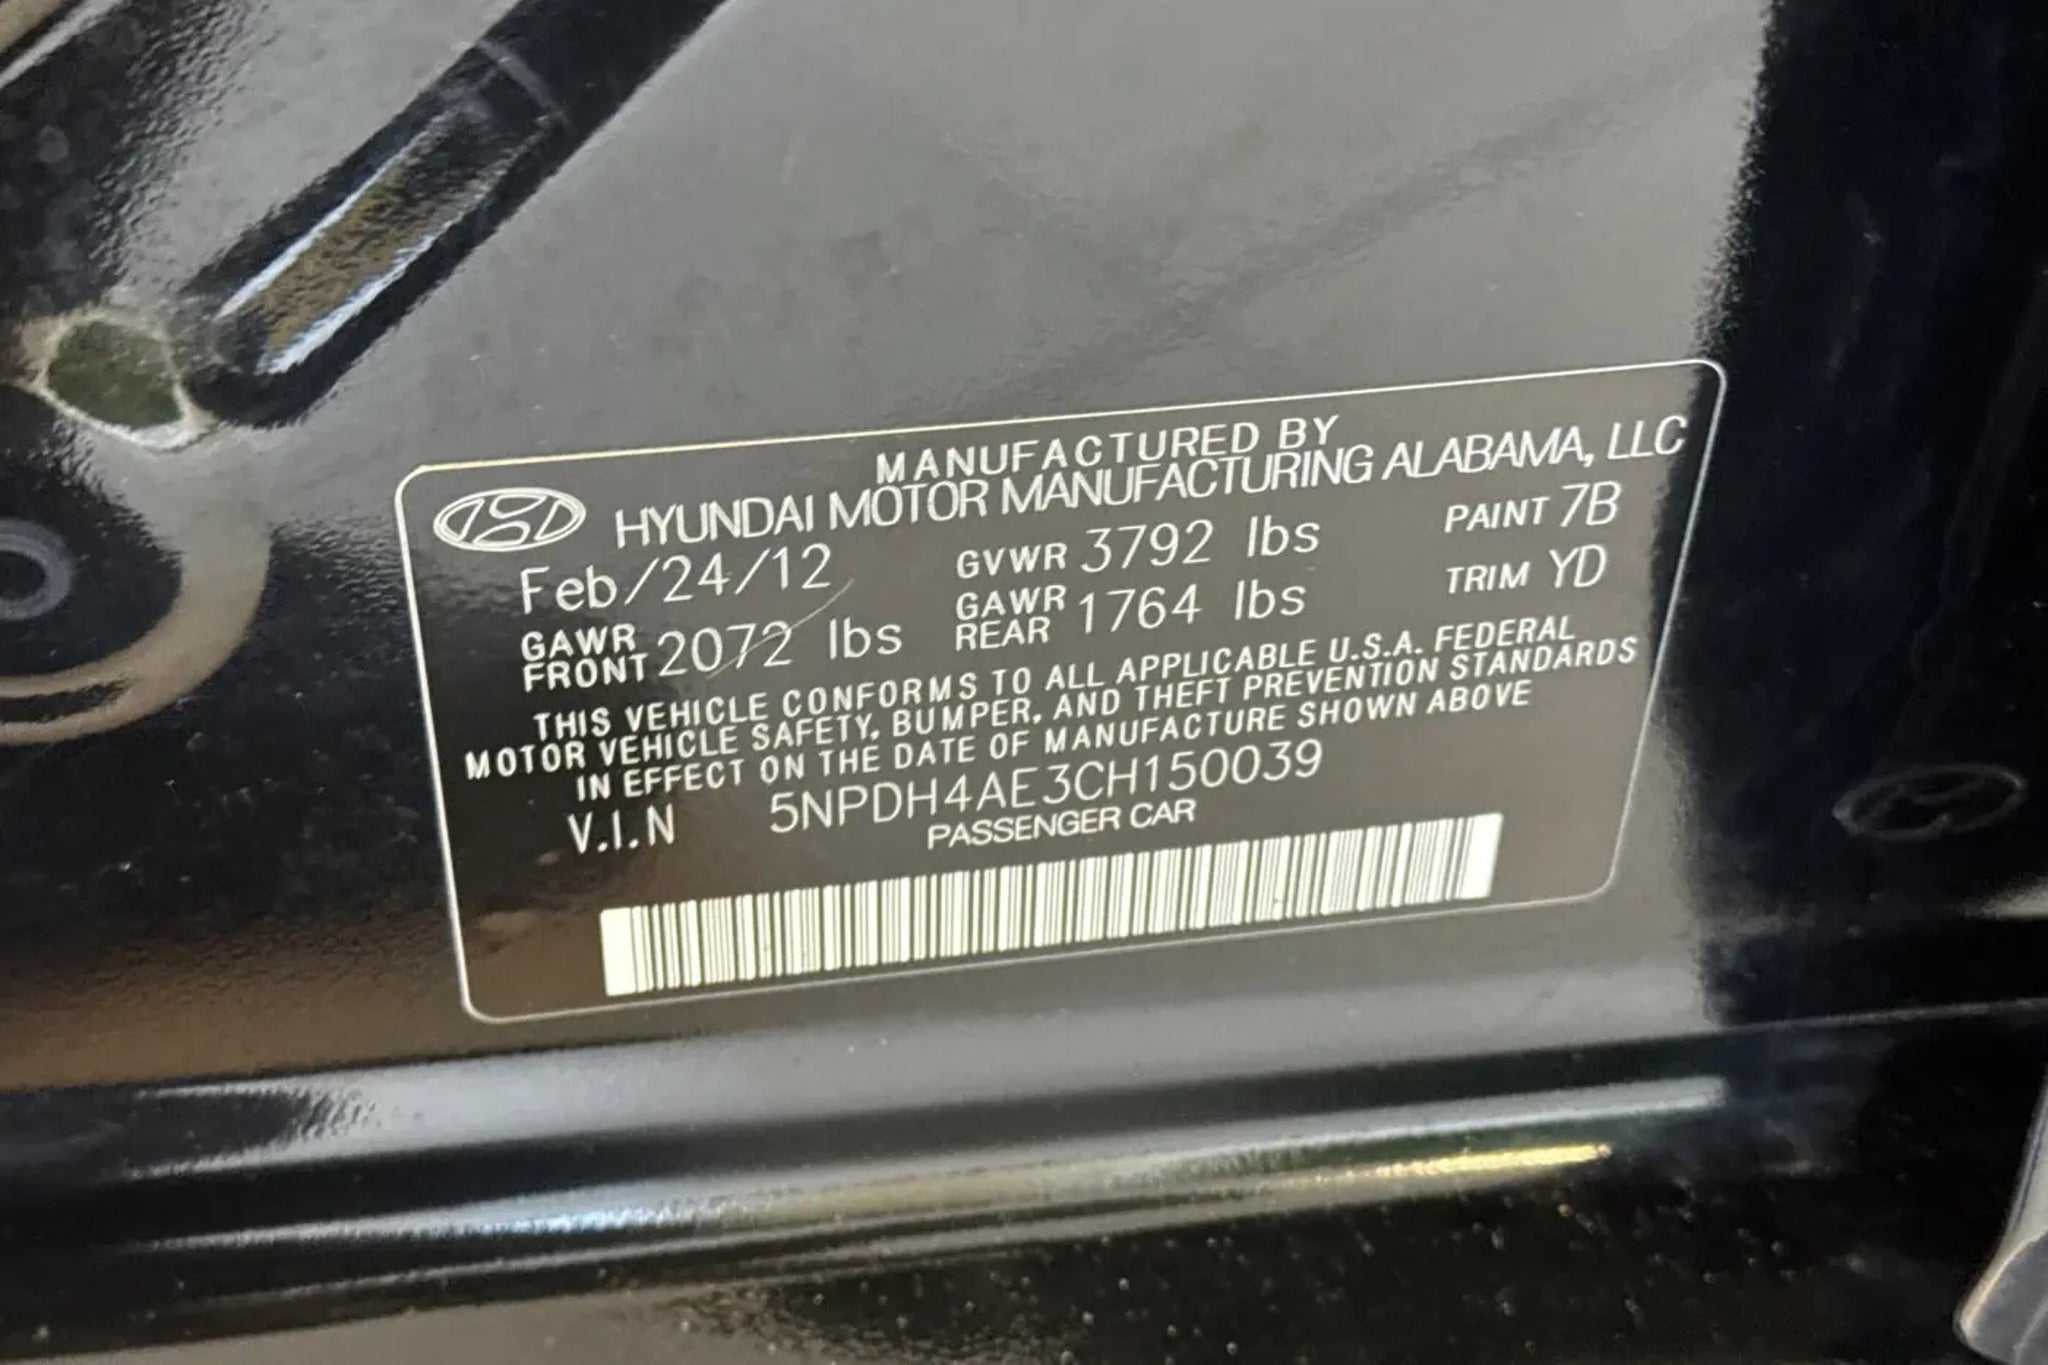 MANUFACTURED BY
HYUNDAI MOTOR MANUFACTURING ALABAMA, LLC
Feb/24/12 GVWR 3792 lbs PAINT 7B
GAWR FRONT 2072 lbs GAWR REAR 1764 lbs TRIM YD
THIS VEHICLE CONFORMS TO ALL APPLICABLE U.S.A. FEDERAL
MOTOR VEHICLE SAFETY, BUMPER, AND THEFT PREVENTION STANDARDS
IN EFFECT ON THE DATE OF MANUFACTURE SHOWN ABOVE
V.I.N 5NPDH4AE3CH150039
PASSENGER CAR